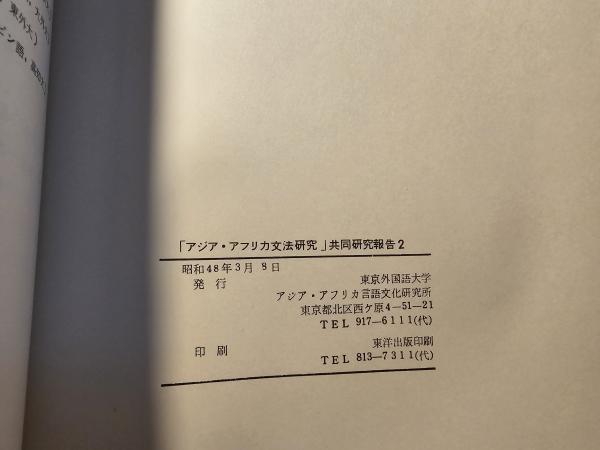 東外大）
「アジア・アフリカ文法研究」共同研究報告2
昭和48年3月 8日
発 行 東京外国語大学
アジア・アフリカ言語文化研究所
東京都北区西ケ原4—51—21
TEL 917—6111(代)
印 刷 東洋出版印刷
TEL 813—7311(代)